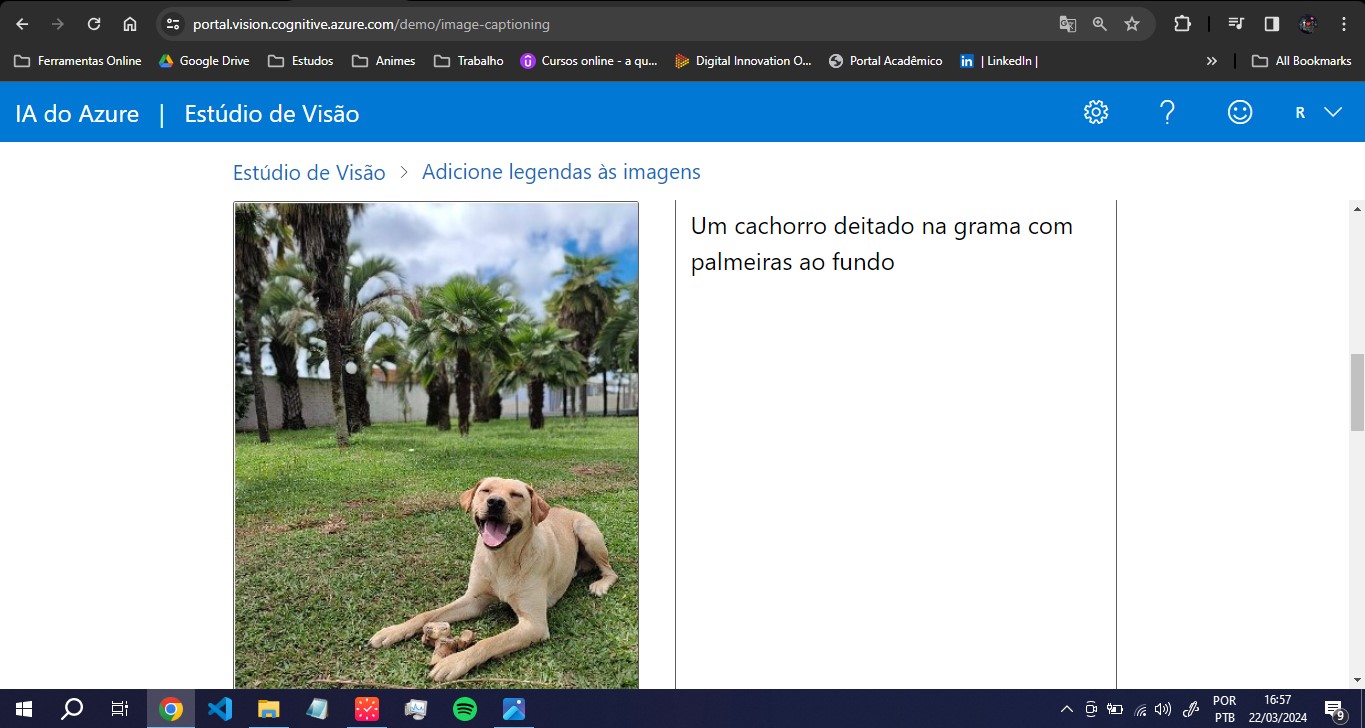 portal.vision.cognitive.azure.com/demo/image-captioning
Ferramentas Online
Google Drive
Estudos
Animes
Trabalho
Cursos online - a qu...
Digital Innovation O...
Portal Acadêmico
in | LinkedIn |
»
All Bookmarks
IA do Azure | Estúdio de Visão
?
R
Estúdio de Visão > Adicione legendas às imagens
Um cachorro deitado na grama com
palmeiras ao fundo
POR
PTB
16:57
22/03/2024
9